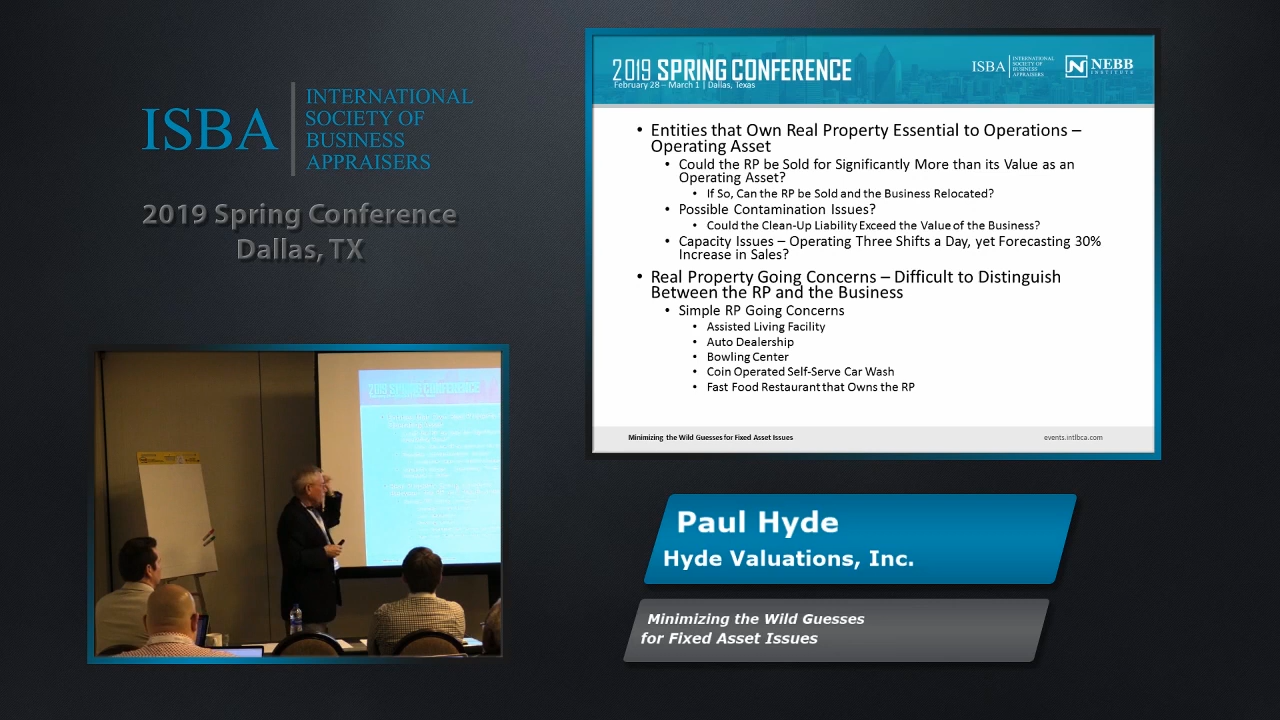 ISBA
INTERNATIONAL
SOCIETY OF
BUSINESS
APPRAISERS
2019 Spring Conference
Dallas, TX
2019 SPRING CONFERENCE
February 28 – March 1 | Dallas, Texas
ISBA
INTERNATIONAL
SOCIETY OF
BUSINESS
APPRAISERS
N
NEBB
INSTITUTE
• Entities that Own Real Property Essential to Operations –
Operating Asset
• Could the RP be Sold for Significantly More than its Value as an
Operating Asset?
• If So, Can the RP be Sold and the Business Relocated?
• Possible Contamination Issues?
• Could the Clean-Up Liability Exceed the Value of the Business?
• Capacity Issues – Operating Three Shifts a Day, yet Forecasting 30%
Increase in Sales?
• Real Property Going Concerns – Difficult to Distinguish
Between the RP and the Business
• Simple RP Going Concerns
• Assisted Living Facility
• Auto Dealership
• Bowling Center
• Coin Operated Self-Serve Car Wash
• Fast Food Restaurant that Owns the RP
Minimizing the Wild Guesses for Fixed Asset Issues
events.intlbca.com
2019 SPRING CONFERENCE
Paul Hyde
Hyde Valuations, Inc.
Minimizing the Wild Guesses
for Fixed Asset Issues